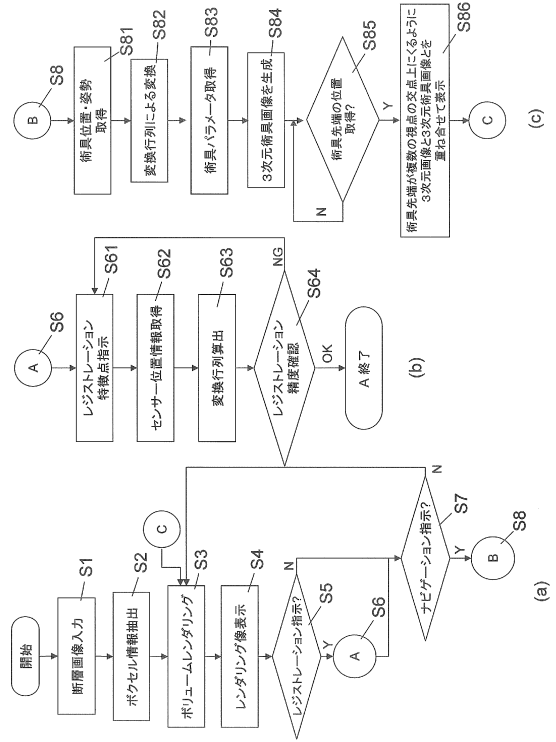 開始
断層画像入力
S1
ボクセル情報抽出
S2
C
ボリュームレンダリング
S3
レンダリング像表示
S4
レジストレーション指示?
S5
N
Y
A
S6
ナビゲーション指示?
S7
N
Y
B
S8
(a)
A
S6
レジストレーション
特徴点指示
S61
センサー位置情報取得
S62
変換行列算出
S63
レジストレーション
精度確認
S64
NG
OK
A 終了
(b)
B
S8
術具位置・姿勢
取得
S81
変換行列による変換
S82
術具パラメータ取得
S83
3次元術具画像を生成
S84
術具先端の位置
取得?
S85
N
Y
術具先端が複数の視点の交点上にくるように
3次元画像と3次元術具画像とを
重ね合せて表示
S86
C
(c)